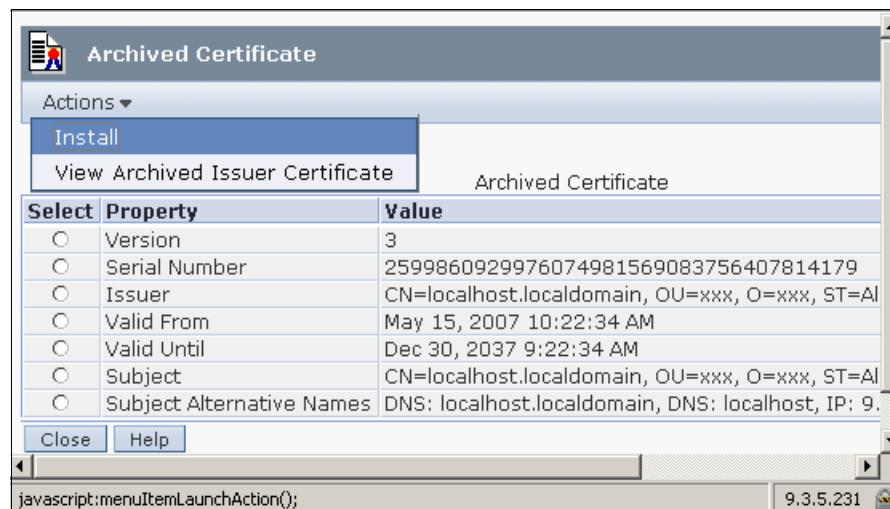 Archived Certificate
Actions
Install
View Archived Issuer Certificate
Archived Certificate
Select Property Value
Version 3
Serial Number 259986092997607498156908375640781 4179
Issuer CN=localhost.localdomain, OU=xxx, O=xxx, ST=Al
Valid From May 15, 2007 10:22:34 AM
Valid Until Dec 30, 2037 9:22:34 AM
Subject CN=localhost.localdomain, OU=xxx, O=xxx, ST=Al
Subject Alternative Names DNS: localhost.localdomain, DNS: localhost, IP: 9.
Close Help
javascript:menuItemLaunchAction(); 9.3.5.231